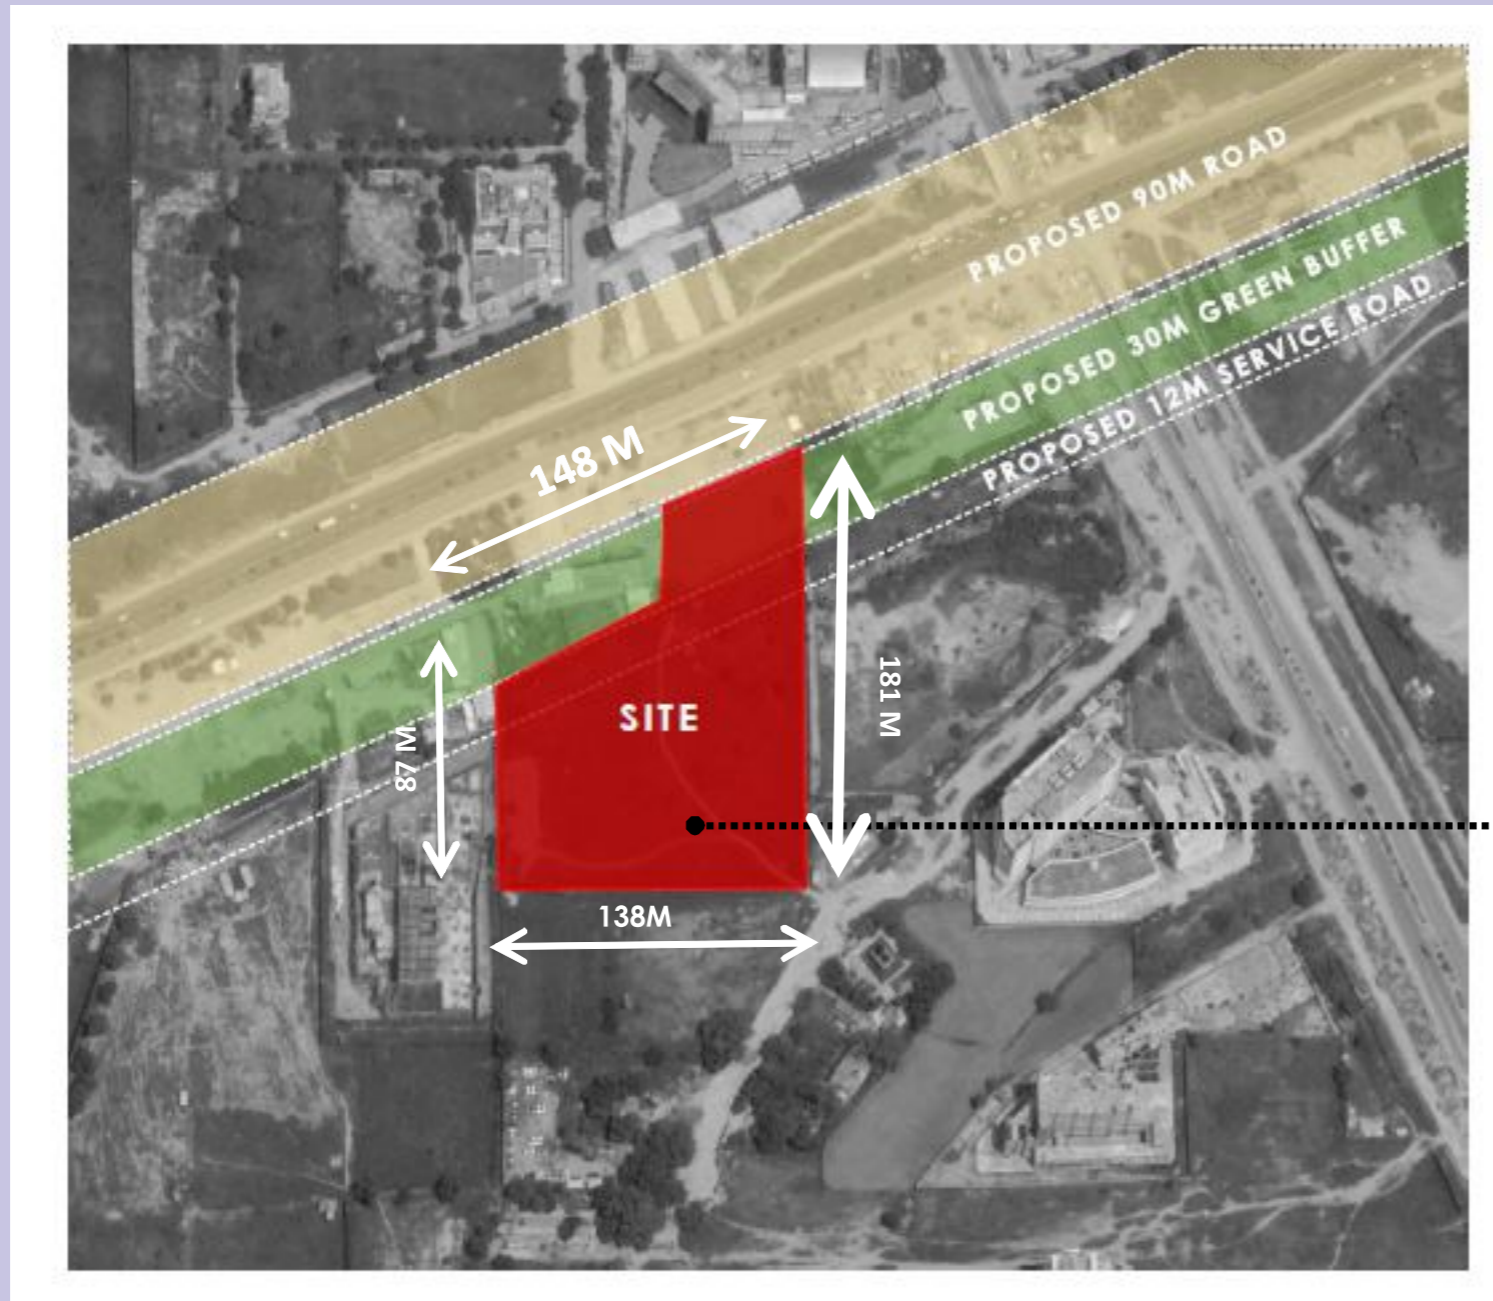 PROPOSED 90M ROAD
PROPOSED 30M GREEN BUFFER
PROPOSED 12M SERVICE ROAD
148 M
181 M
SITE
87 M
138M